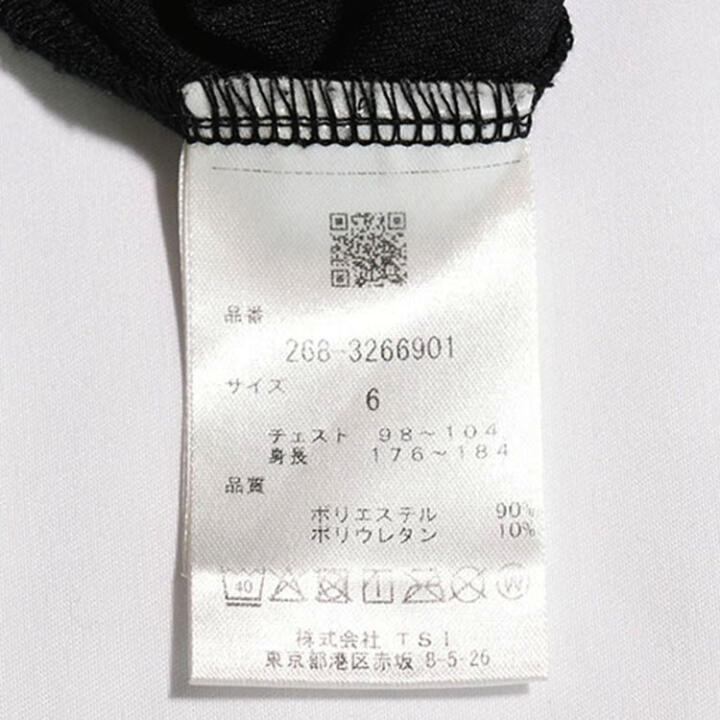 品番
268-3266901
サイズ
6
チェスト 98~104
身長 176~184
品質
ポリエステル 90%
ポリウレタン 10%
40
W
株式会社 TSI
東京都港区赤坂 8-5-26